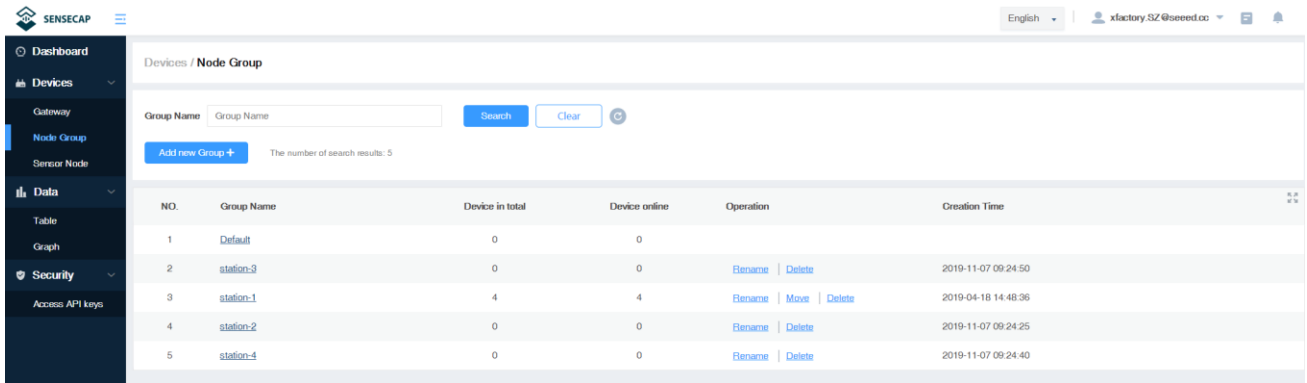 SENSECAP
English
xfactory.SZ@seeed.cc
Dashboard
Devices
Gateway
Node Group
Sensor Node
Data
Table
Graph
Security
Access API keys
Devices / Node Group
Group Name Group Name Search Clear
Add new Group + The number of search results: 5
NO. Group Name Device in total Device online Operation Creation Time
1 Default 0 0
2 station-3 0 0 Rename | Delete 2019-11-07 09:24:50
3 station-1 4 4 Rename | Move | Delete 2019-04-18 14:48:36
4 station-2 0 0 Rename | Delete 2019-11-07 09:24:25
5 station-4 0 0 Rename | Delete 2019-11-07 09:24:40